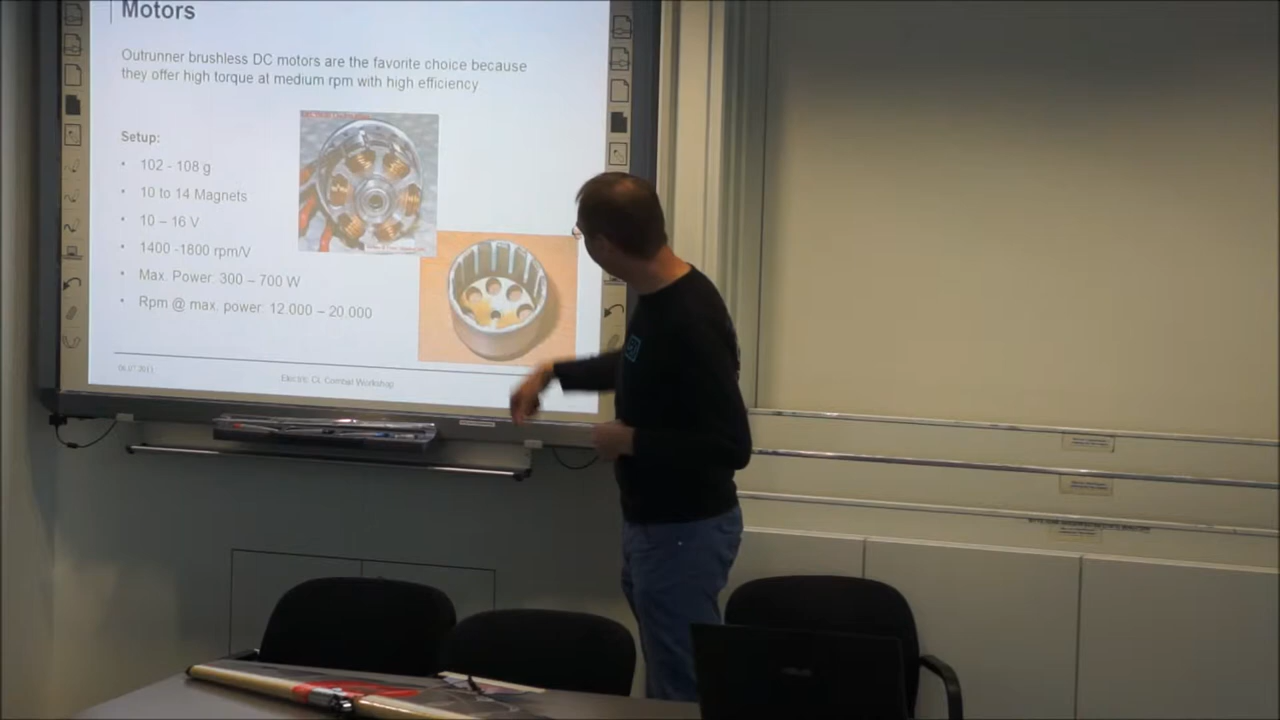 Motors
Outrunner brushless DC motors are the favorite choice because
they offer high torque at medium rpm with high efficiency
Setup:
• 102 - 108 g
• 10 to 14 Magnets
• 10 – 16 V
• 1400 -1800 rpm/V
• Max. Power: 300 – 700 W
• Rpm @ max. power: 12.000 – 20.000
Electric CL Combat Workshop